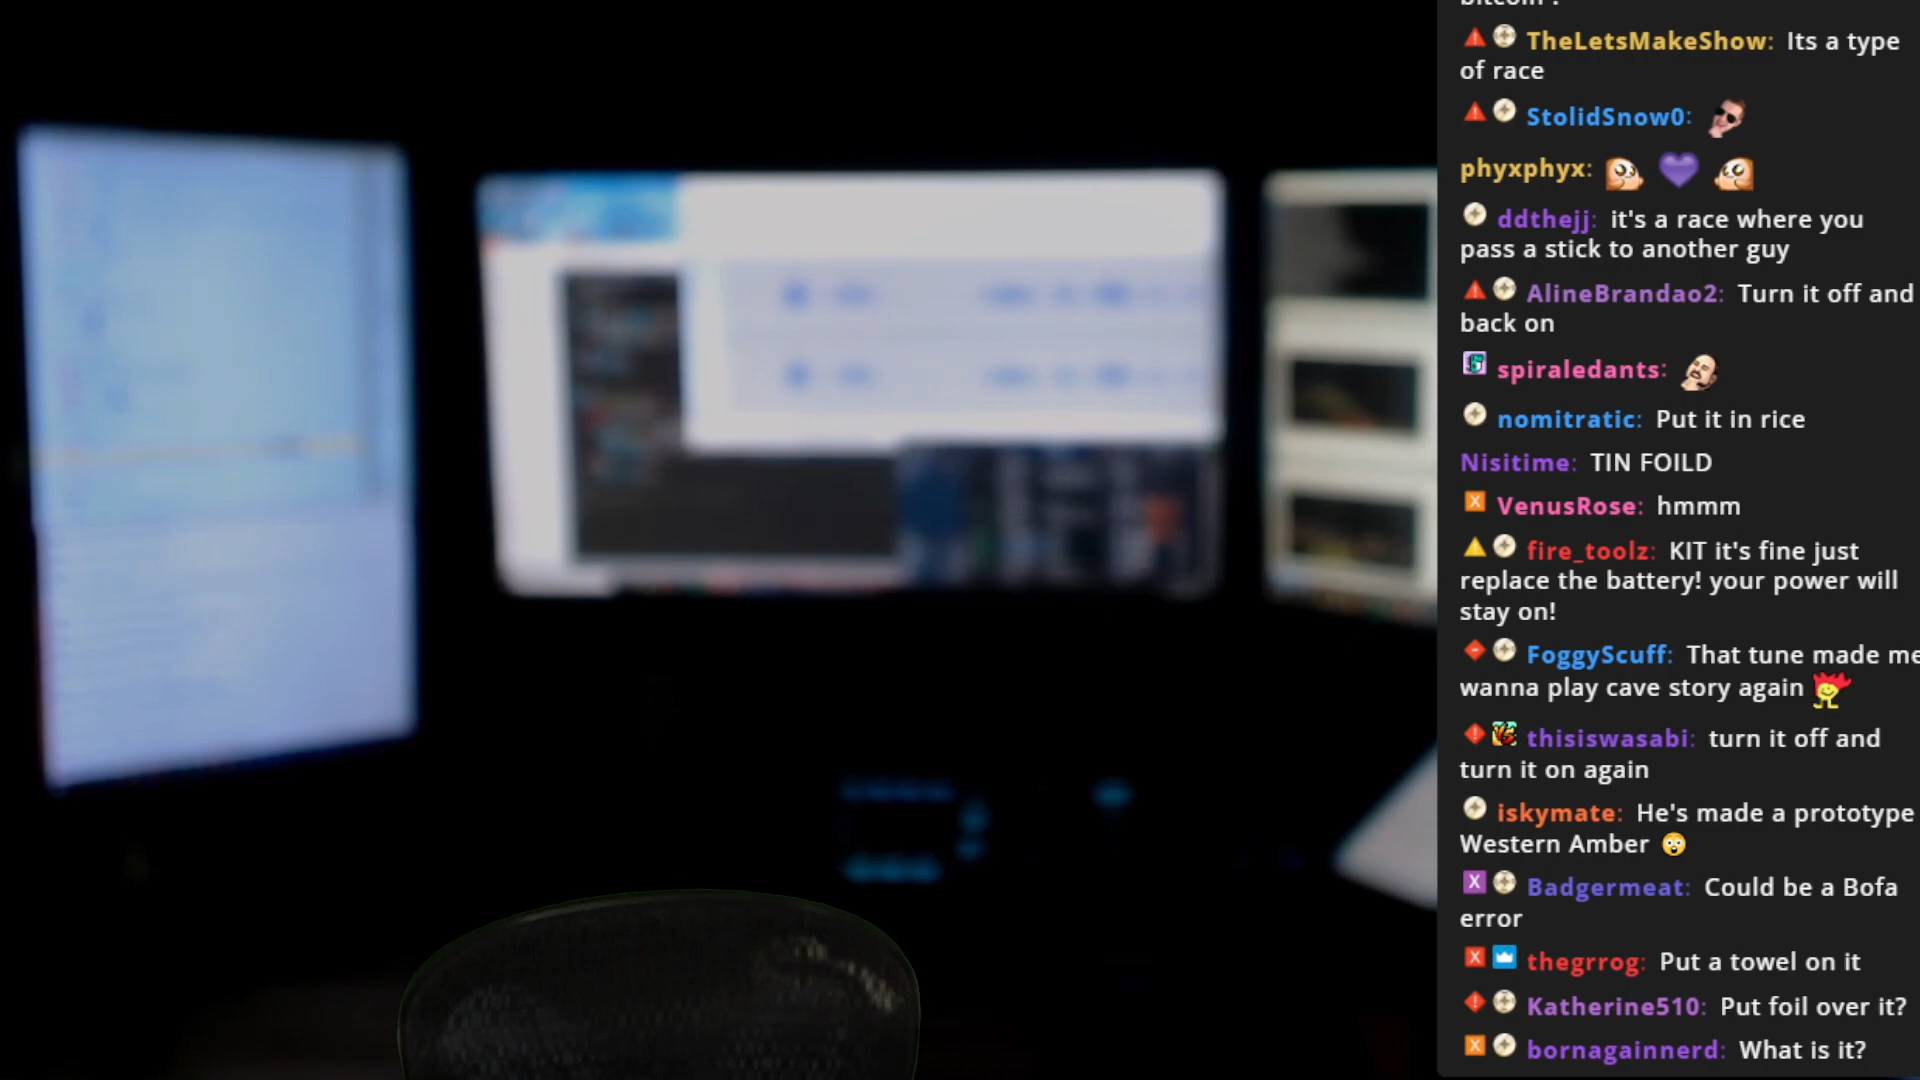 TheLetsMakeShow: Its a type
of race
StolidSnow0:
phyxphyx:
ddthejj: it's a race where you
pass a stick to another guy
AlineBrandao2: Turn it off and
back on
spiraledants:
nomitratic: Put it in rice
Nisitime: TIN FOILD
VenusRose: hmmm
fire_toolz: KIT it's fine just
replace the battery! your power will
stay on!
FoggyScuff: That tune made me
wanna play cave story again
thisiswasabi: turn it off and
turn it on again
iskymate: He's made a prototype
Western Amber
Badgermeat: Could be a Bofa
error
thegrrog: Put a towel on it
Katherine510: Put foil over it?
bornagainnerd: What is it?